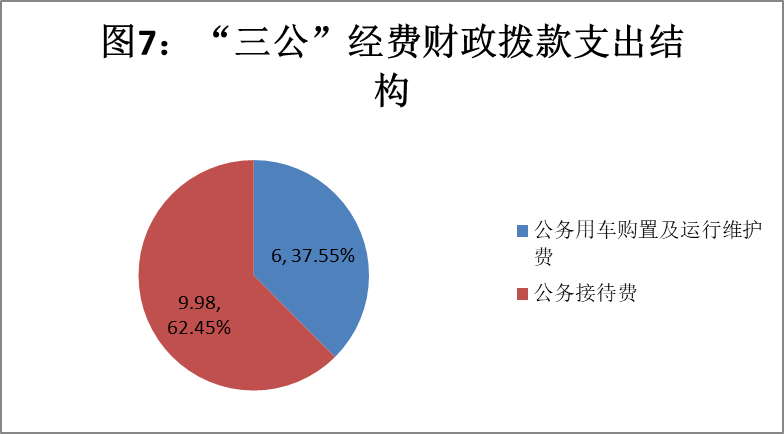 图7：“三公”经费财政拨款支出结
构
6, 37.55%
9.98,
62.45%
公务用车购置及运行维护
费
公务接待费